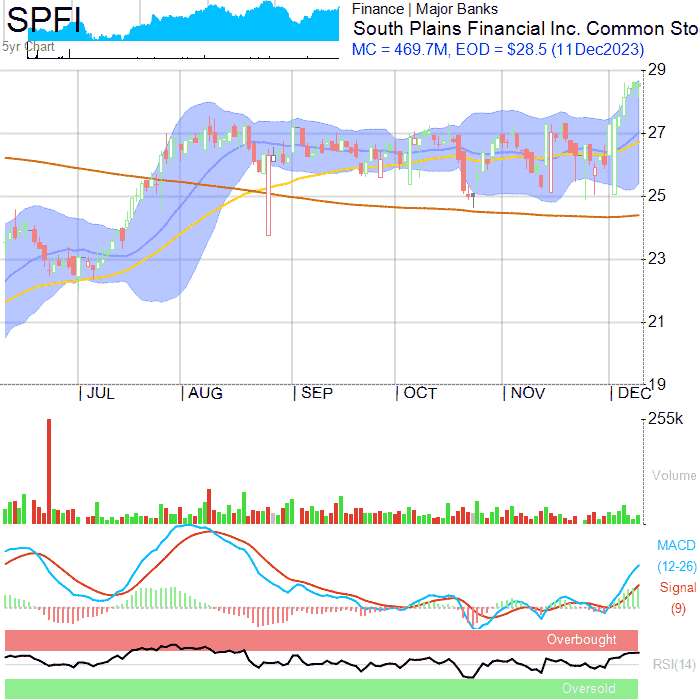 SPFI
5yr Chart
Finance | Major Banks
South Plains Financial Inc. Common Sto
MC = 469.7M, EOD = $28.5 (11Dec2023)
29
27
25
23
21
19
JUL
AUG
SEP
OCT
NOV
DEC
255k
Volume
MACD
(12-26)
Signal
(9)
Overbought
RSI(14)
Oversold